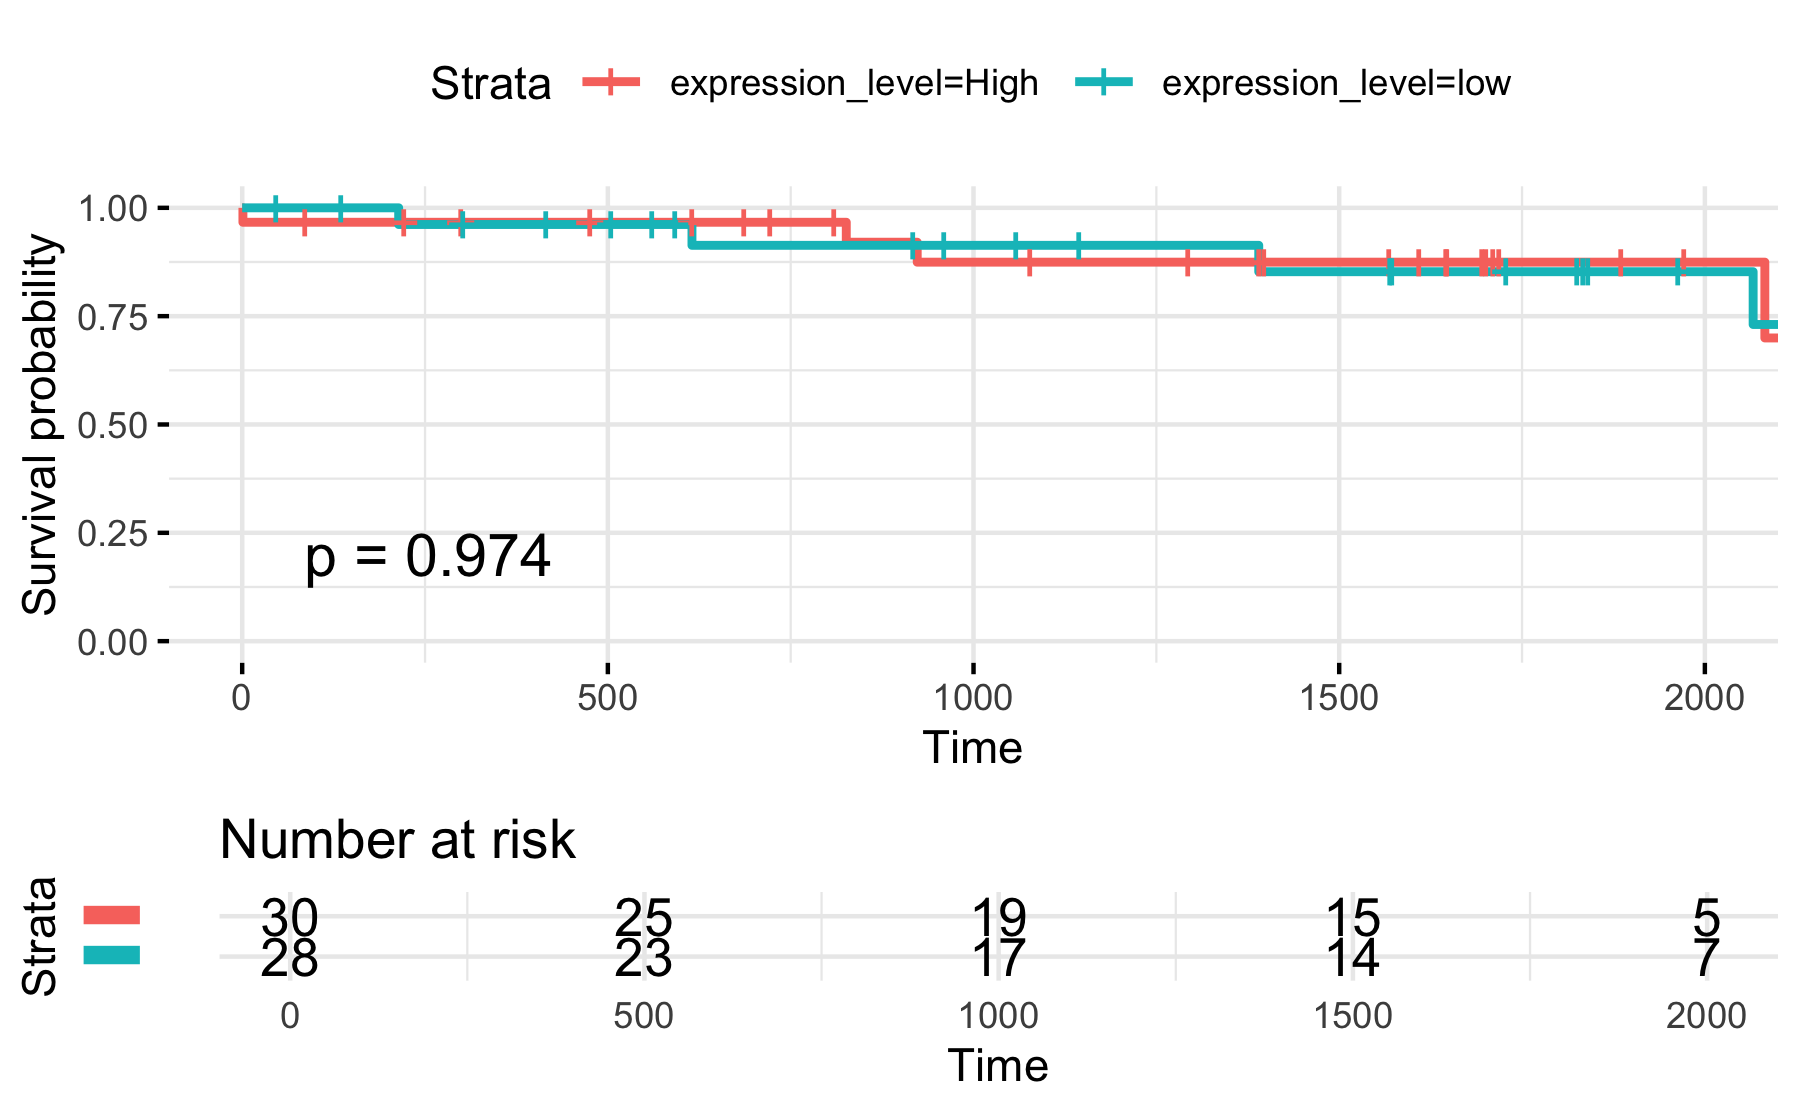 Strata expression_level=High expression_level=low
Survival probability
1.00
0.75
0.50
0.25
0.00
p = 0.974
0 500 1000 1500 2000
Time
Number at risk
Strata
30 25 19 15 5
28 23 17 14 7
0 500 1000 1500 2000
Time